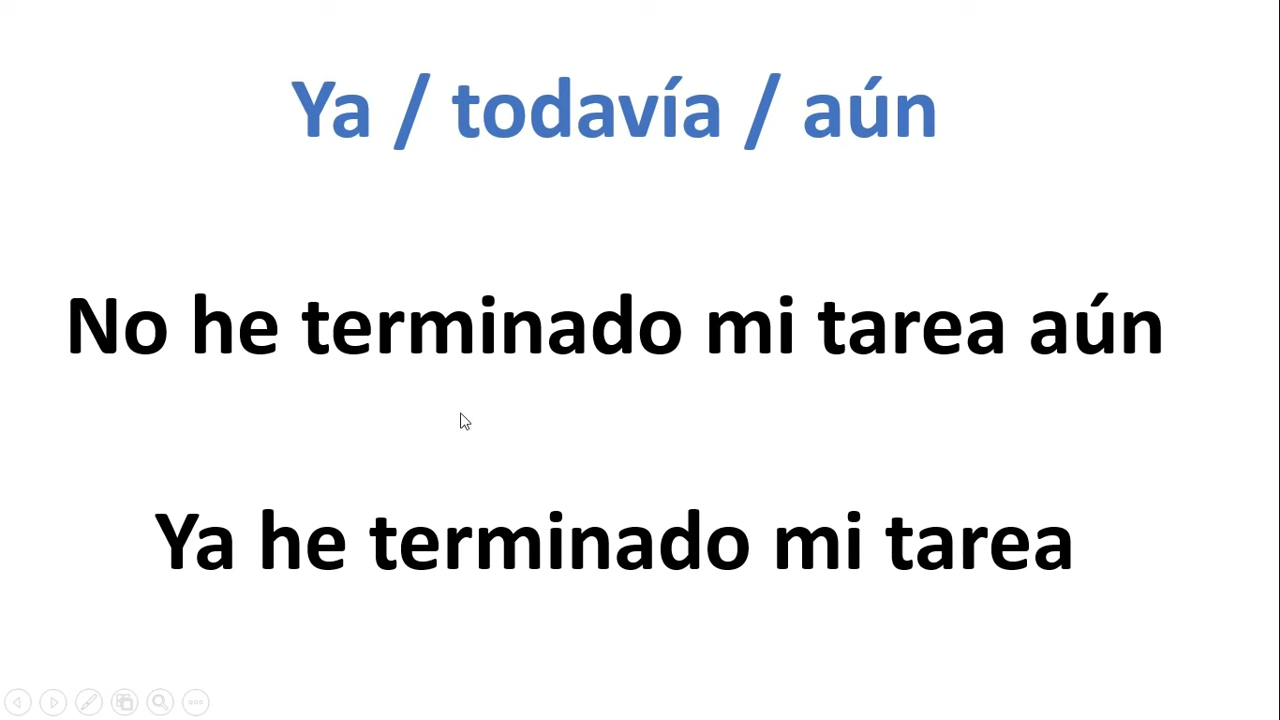 Ya / todavía / aún
No he terminado mi tarea aún
Ya he terminado mi tarea